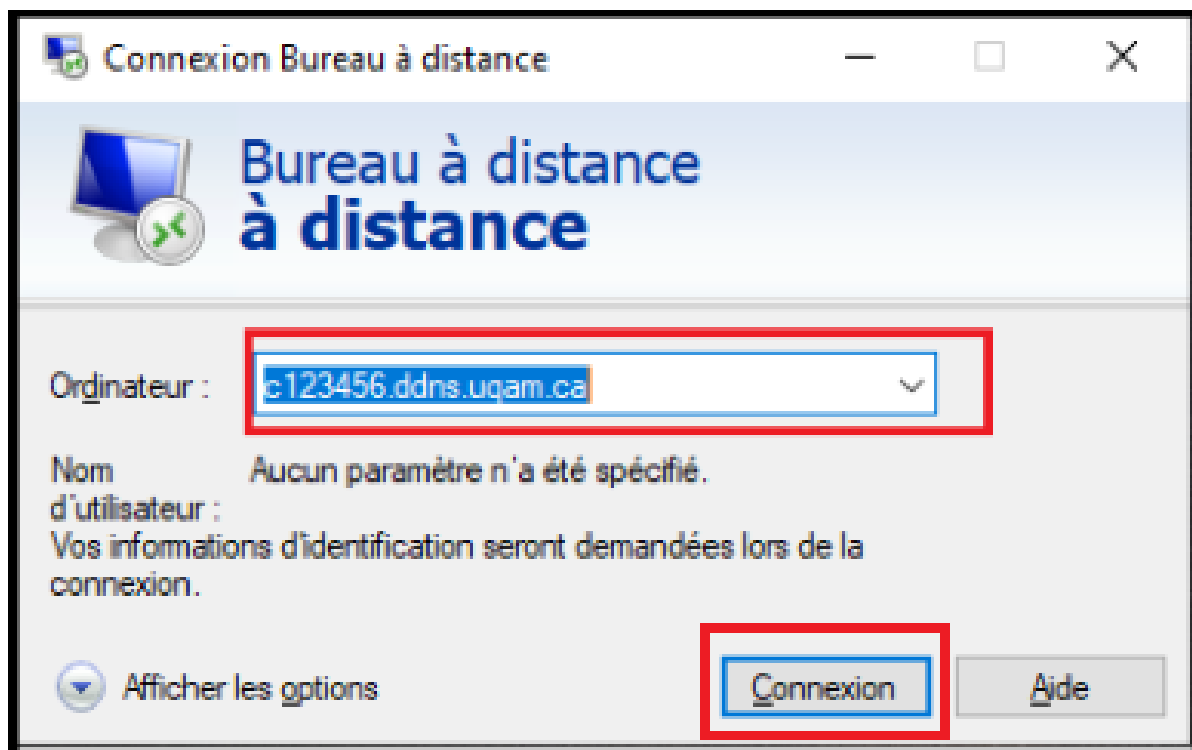 Connexion Bureau à distance
Bureau à distance
à distance
Ordinateur : c123456.ddns.uqam.ca
Nom d'utilisateur : Aucun paramètre n'a été spécifié.
Vos informations d'identification seront demandées lors de la
connexion.
Afficher les options Connexion Aide